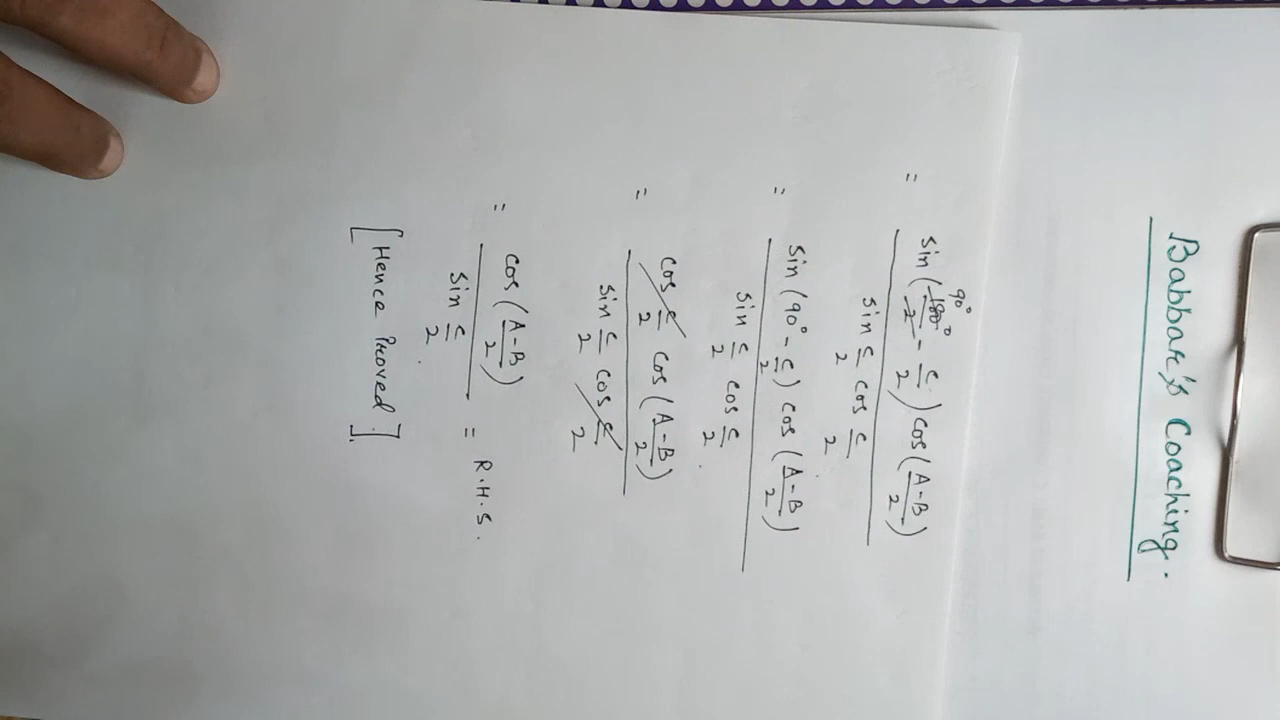 Babbar's Coaching.
= sin (180°/2 90° - C/2) cos (A-B/2) / sin C/2 cos C/2
= sin (90° - C/2) cos (A-B/2) / sin C/2 cos C/2
= cos C/2 cos (A-B/2) / sin C/2 cos C/2
= cos (A-B/2) / sin C/2 = R.H.S.
[Hence Proved.]